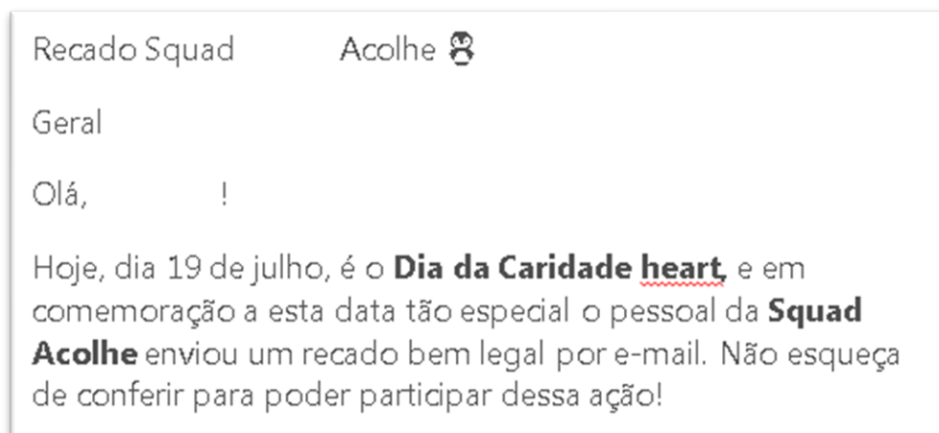 Recado Squad Acolhe 🐧
Geral
Olá, !
Hoje, dia 19 de julho, é o Dia da Caridade heart, e em
comemoração a esta data tão especial o pessoal da Squad
Acolhe enviou um recado bem legal por e-mail. Não esqueça
de conferir para poder participar dessa ação!